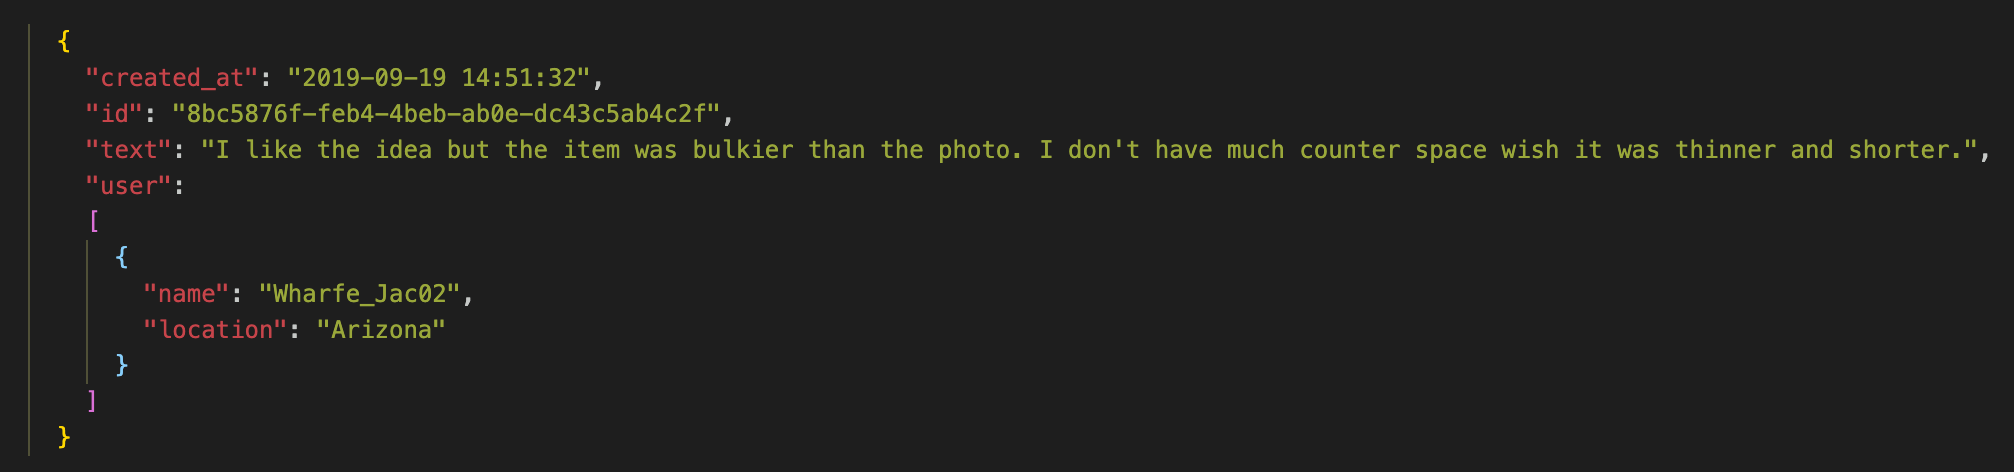 {
"created_at": "2019-09-19 14:51:32",
"id": "8bc5876f-feb4-4beb-ab0e-dc43c5ab4c2f",
"text": "I like the idea but the item was bulkier than the photo. I don't have much counter space wish it was thinner and shorter.",
"user":
[
{
"name": "Wharfe_Jac02",
"location": "Arizona"
}
]
}